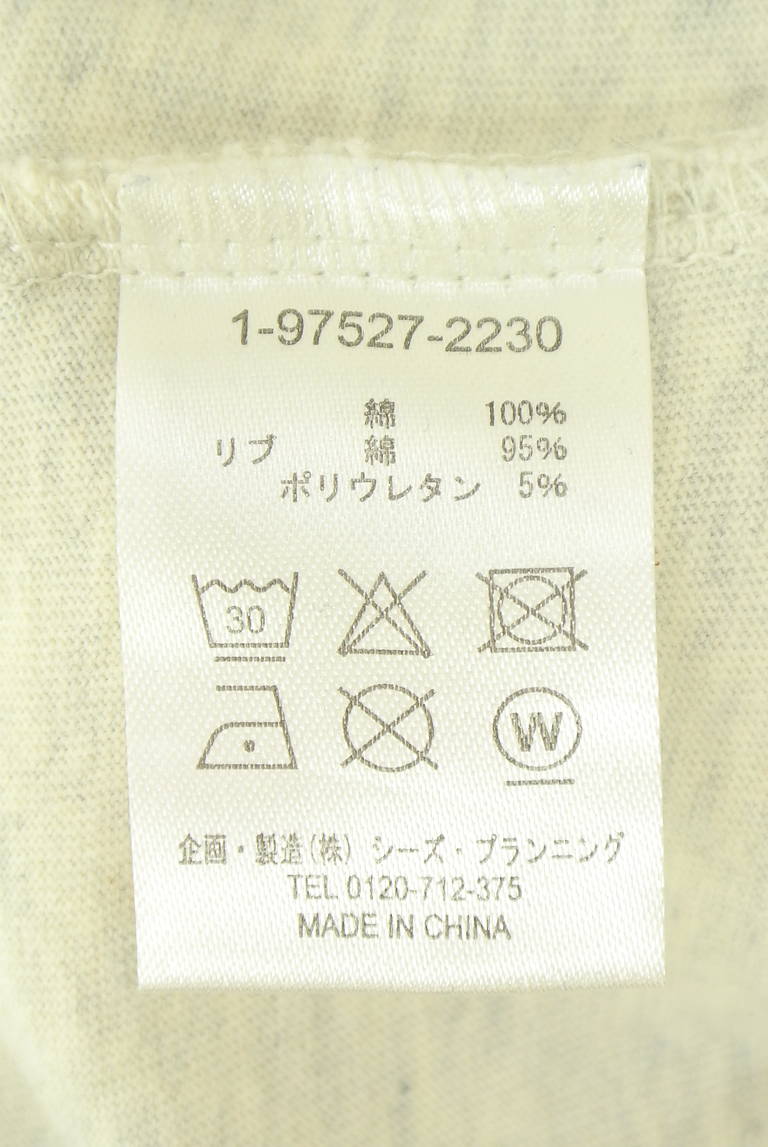 1-97527-2230
綿 100%
リブ 綿 95%
ポリウレタン 5%
30
W
企画・製造(株) シーズ・プランニング
TEL 0120-712-375
MADE IN CHINA